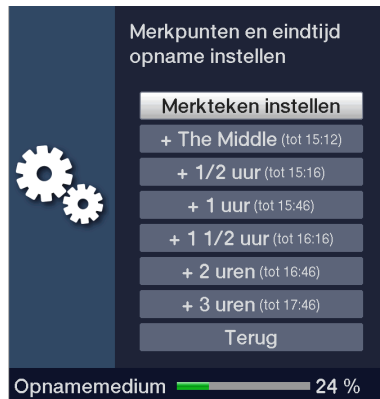 Merkpunten en eindtijd
opname instellen
Merkteken instellen
+ The Middle (tot 15:12)
+ 1/2 uur (tot 15:16)
+ 1 uur (tot 15:46)
+ 1 1/2 uur (tot 16:16)
+ 2 uren (tot 16:46)
+ 3 uren (tot 17:46)
Terug
Opnamemedium 24 %